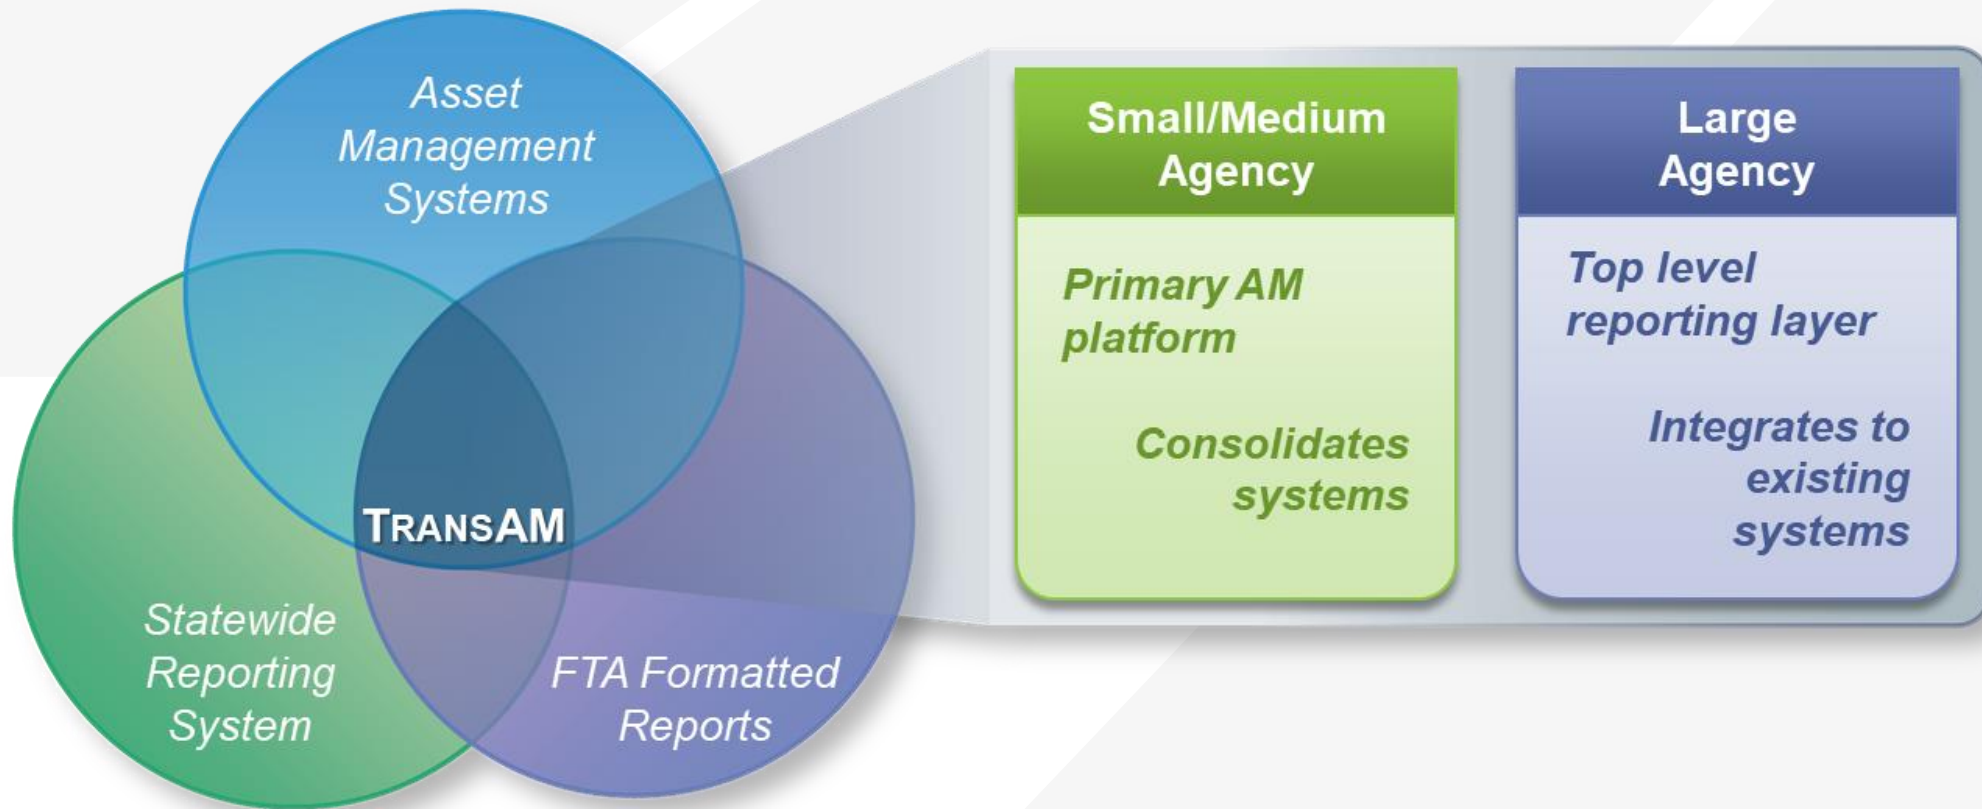 Asset
Management
Systems
TRANSAM
Statewide
Reporting
System
FTA Formatted
Reports
Small/Medium
Agency
Primary AM
platform
Consolidates
systems
Large
Agency
Top level
reporting layer
Integrates to
existing
systems